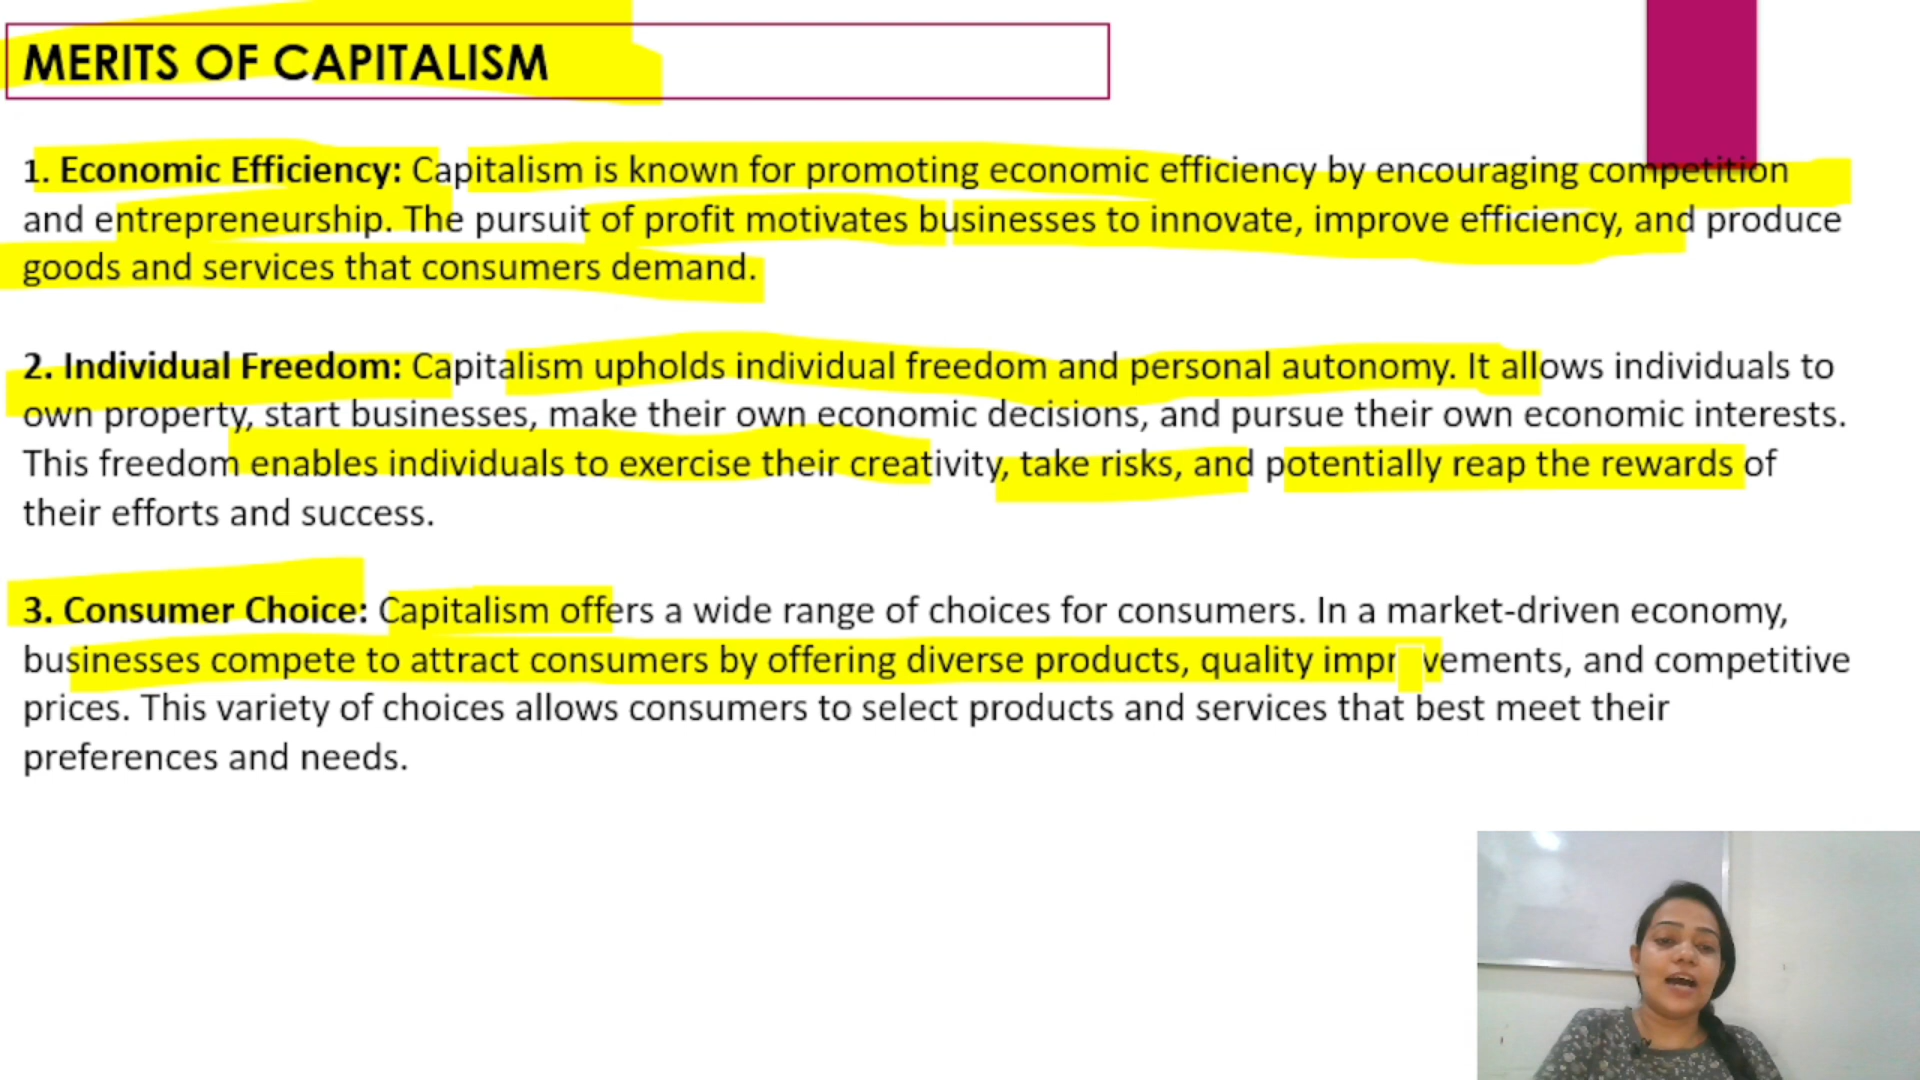 MERITS OF CAPITALISM
1. Economic Efficiency: Capitalism is known for promoting economic efficiency by encouraging competition
and entrepreneurship. The pursuit of profit motivates businesses to innovate, improve efficiency, and produce
goods and services that consumers demand.
2. Individual Freedom: Capitalism upholds individual freedom and personal autonomy. It allows individuals to
own property, start businesses, make their own economic decisions, and pursue their own economic interests.
This freedom enables individuals to exercise their creativity, take risks, and potentially reap the rewards of
their efforts and success.
3. Consumer Choice: Capitalism offers a wide range of choices for consumers. In a market-driven economy,
businesses compete to attract consumers by offering diverse products, quality impr vements, and competitive
prices. This variety of choices allows consumers to select products and services that best meet their
preferences and needs.